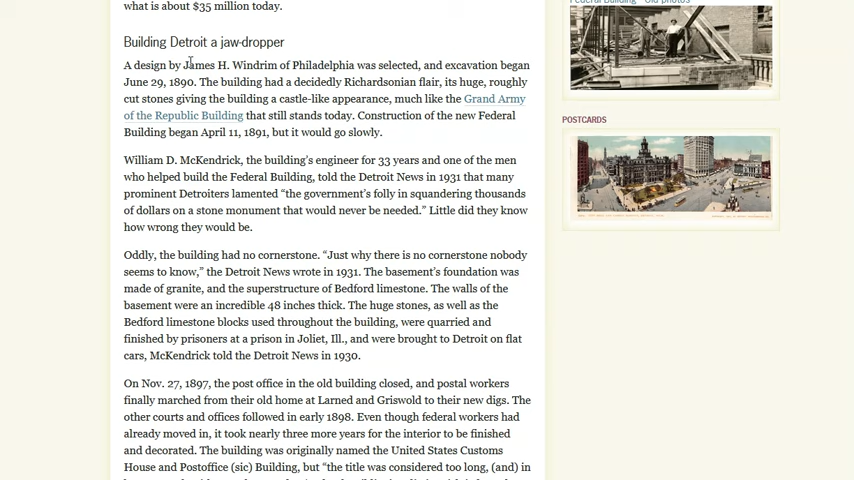 what is about $35 million today.
Building Detroit a jaw-dropper
A design by James H. Windrim of Philadelphia was selected, and excavation began
June 29, 1890. The building had a decidedly Richardsonian flair, its huge, roughly
cut stones giving the building a castle-like appearance, much like the Grand Army
of the Republic Building that still stands today. Construction of the new Federal
Building began April 11, 1891, but it would go slowly.
William D. McKendrick, the building's engineer for 33 years and one of the men
who helped build the Federal Building, told the Detroit News in 1931 that many
prominent Detroiters lamented “the government's folly in squandering thousands
of dollars on a stone monument that would never be needed.” Little did they know
how wrong they would be.
Oddly, the building had no cornerstone. “Just why there is no cornerstone nobody
seems to know,” the Detroit News wrote in 1931. The basement's foundation was
made of granite, and the superstructure of Bedford limestone. The walls of the
basement were an incredible 48 inches thick. The huge stones, as well as the
Bedford limestone blocks used throughout the building, were quarried and
finished by prisoners at a prison in Joliet, Ill., and were brought to Detroit on flat
cars, McKendrick told the Detroit News in 1930.
On Nov. 27, 1897, the post office in the old building closed, and postal workers
finally marched from their old home at Larned and Griswold to their new digs. The
other courts and offices followed in early 1898. Even though federal workers had
already moved in, it took nearly three more years for the interior to be finished
and decorated. The building was originally named the United States Customs
House and Postoffice (sic) Building, but “the title was considered too long, (and) in
Federal Building - Old photos
POSTCARDS